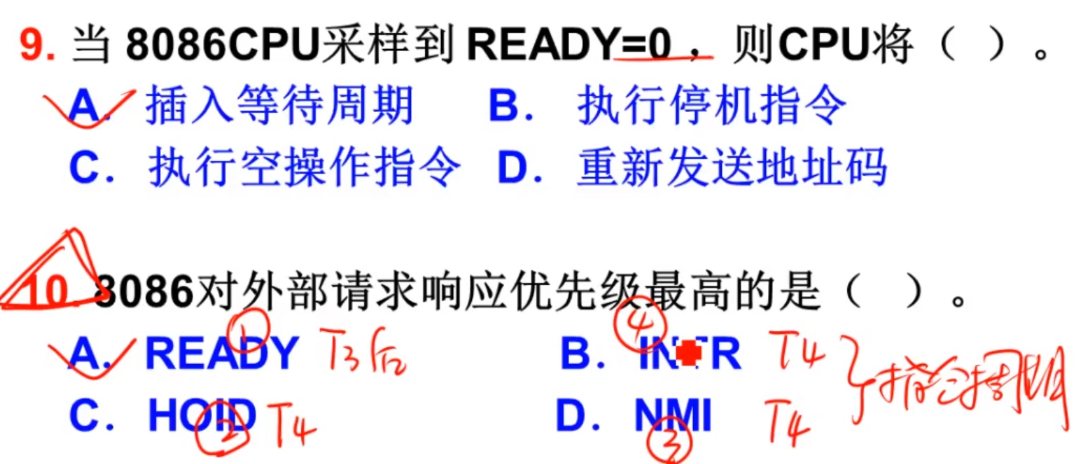 9. 当 8086CPU采样到 READY=0 ，则CPU将（ ）。
A. 插入等待周期 B. 执行停机指令
C. 执行空操作指令 D. 重新发送地址码
10. 8086对外部请求响应优先级最高的是（ ）。
A. READY ① T3后 B. INTR ④ T4
C. HOID ② T4 D. NMI ③ T4
指令周期